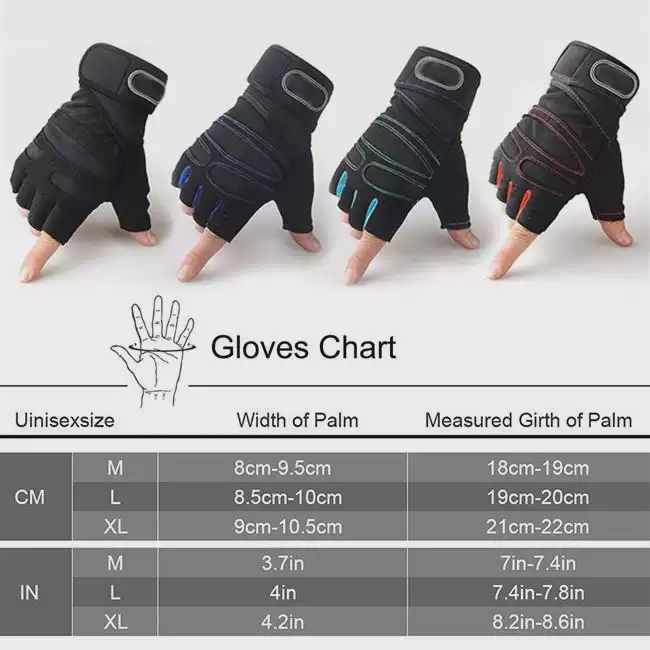 Gloves Chart
Uinisexsize Width of Palm Measured Girth of Palm
CM
M 8cm-9.5cm 18cm-19cm
L 8.5cm-10cm 19cm-20cm
XL 9cm-10.5cm 21cm-22cm
IN
M 3.7in 7in-7.4in
L 4in 7.4in-7.8in
XL 4.2in 8.2in-8.6in